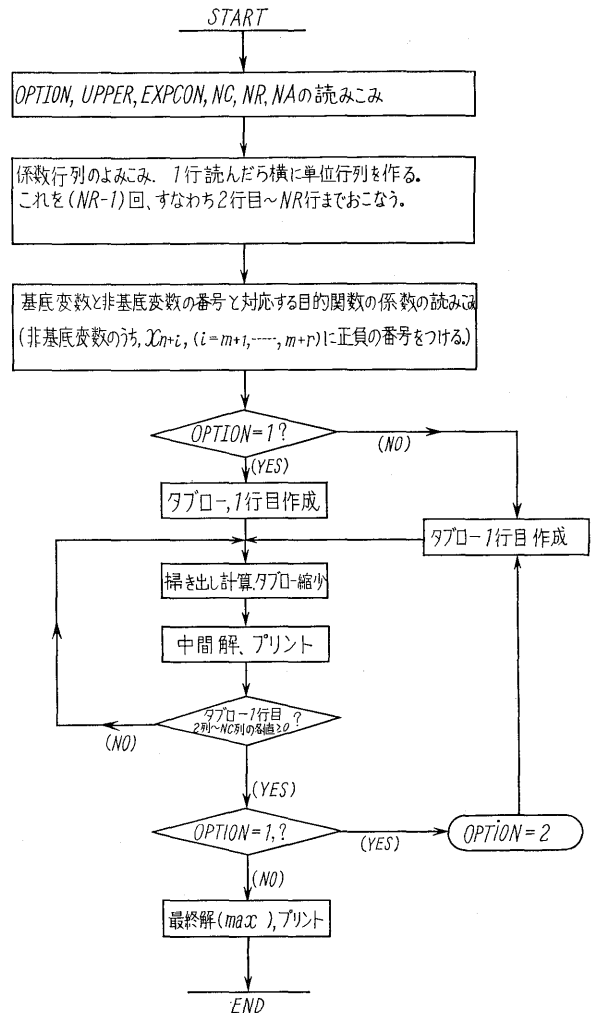 START
OPTION, UPPER, EXPCON, NC, NR, NAの読みこみ
係数行列のよみこみ. 1行読んだら横に単位行列を作る。
これを(NR-1)回、すなわち2行目〜NR行までおこなう。
基底変数と非基底変数の番号と対応する目的関数の係数の読みこみ
(非基底変数のうち, Xn+i, (i=m+1,-----, m+r)に正負の番号をつける。)
OPTION=1?
(NO)
(YES)
タブロー,1行目作成
タブロー1行目作成
掃き出し計算、タブロー縮少
中間解、プリント
タブロー1行目
2列〜NC列の各値≥0 ?
(NO)
(YES)
OPTION=1,?
(YES)
OPTiON=2
(NO)
最終解(max ),プリント
END